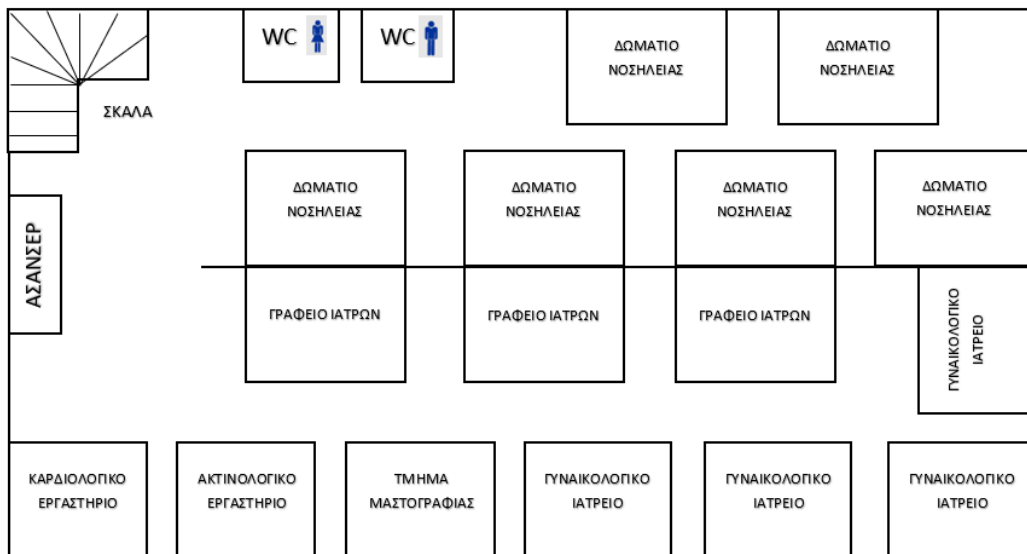 WC
WC
ΔΩΜΑΤΙΟ
ΝΟΣΗΛΕΙΑΣ
ΔΩΜΑΤΙΟ
ΝΟΣΗΛΕΙΑΣ
ΣΚΑΛΑ
ΔΩΜΑΤΙΟ
ΝΟΣΗΛΕΙΑΣ
ΔΩΜΑΤΙΟ
ΝΟΣΗΛΕΙΑΣ
ΔΩΜΑΤΙΟ
ΝΟΣΗΛΕΙΑΣ
ΔΩΜΑΤΙΟ
ΝΟΣΗΛΕΙΑΣ
ΑΣΑΝΣΕΡ
ΓΡΑΦΕΙΟ ΙΑΤΡΩΝ
ΓΡΑΦΕΙΟ ΙΑΤΡΩΝ
ΓΡΑΦΕΙΟ ΙΑΤΡΩΝ
ΓΥΝΑΙΚΟΛΟΓΙΚΟ
ΙΑΤΡΕΙΟ
ΚΑΡΔΙΟΛΟΓΙΚΟ
ΕΡΓΑΣΤΗΡΙΟ
ΑΚΤΙΝΟΛΟΓΙΚΟ
ΕΡΓΑΣΤΗΡΙΟ
ΤΜΗΜΑ
ΜΑΣΤΟΓΡΑΦΙΑΣ
ΓΥΝΑΙΚΟΛΟΓΙΚΟ
ΙΑΤΡΕΙΟ
ΓΥΝΑΙΚΟΛΟΓΙΚΟ
ΙΑΤΡΕΙΟ
ΓΥΝΑΙΚΟΛΟΓΙΚΟ
ΙΑΤΡΕΙΟ